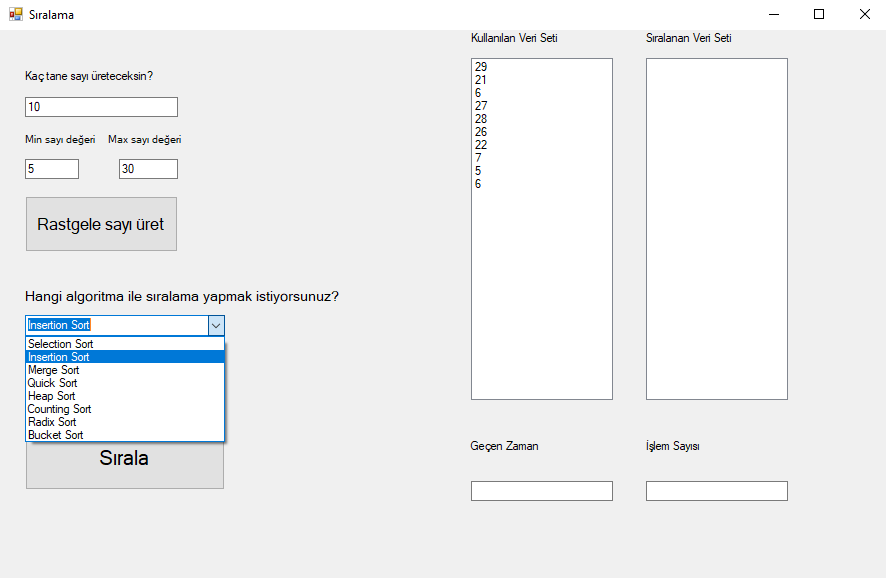 Sıralama
Kaç tane sayı üreteceksin?
10
Min sayı değeri Max sayı değeri
5 30
Rastgele sayı üret
Hangi algoritma ile sıralama yapmak istiyorsunuz?
Insertion Sort
Selection Sort
Insertion Sort
Merge Sort
Quick Sort
Heap Sort
Counting Sort
Radix Sort
Bucket Sort
Sırala
Kullanılan Veri Seti
29
21
6
27
28
26
22
7
5
6
Sıralanan Veri Seti
Geçen Zaman
İşlem Sayısı